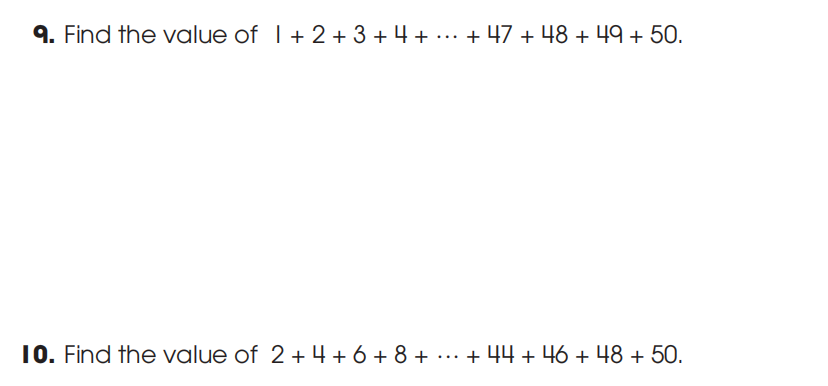 9. Find the value of 1 + 2 + 3 + 4 + ⋯ + 47 + 48 + 49 + 50.
10. Find the value of 2 + 4 + 6 + 8 + ⋯ + 44 + 46 + 48 + 50.